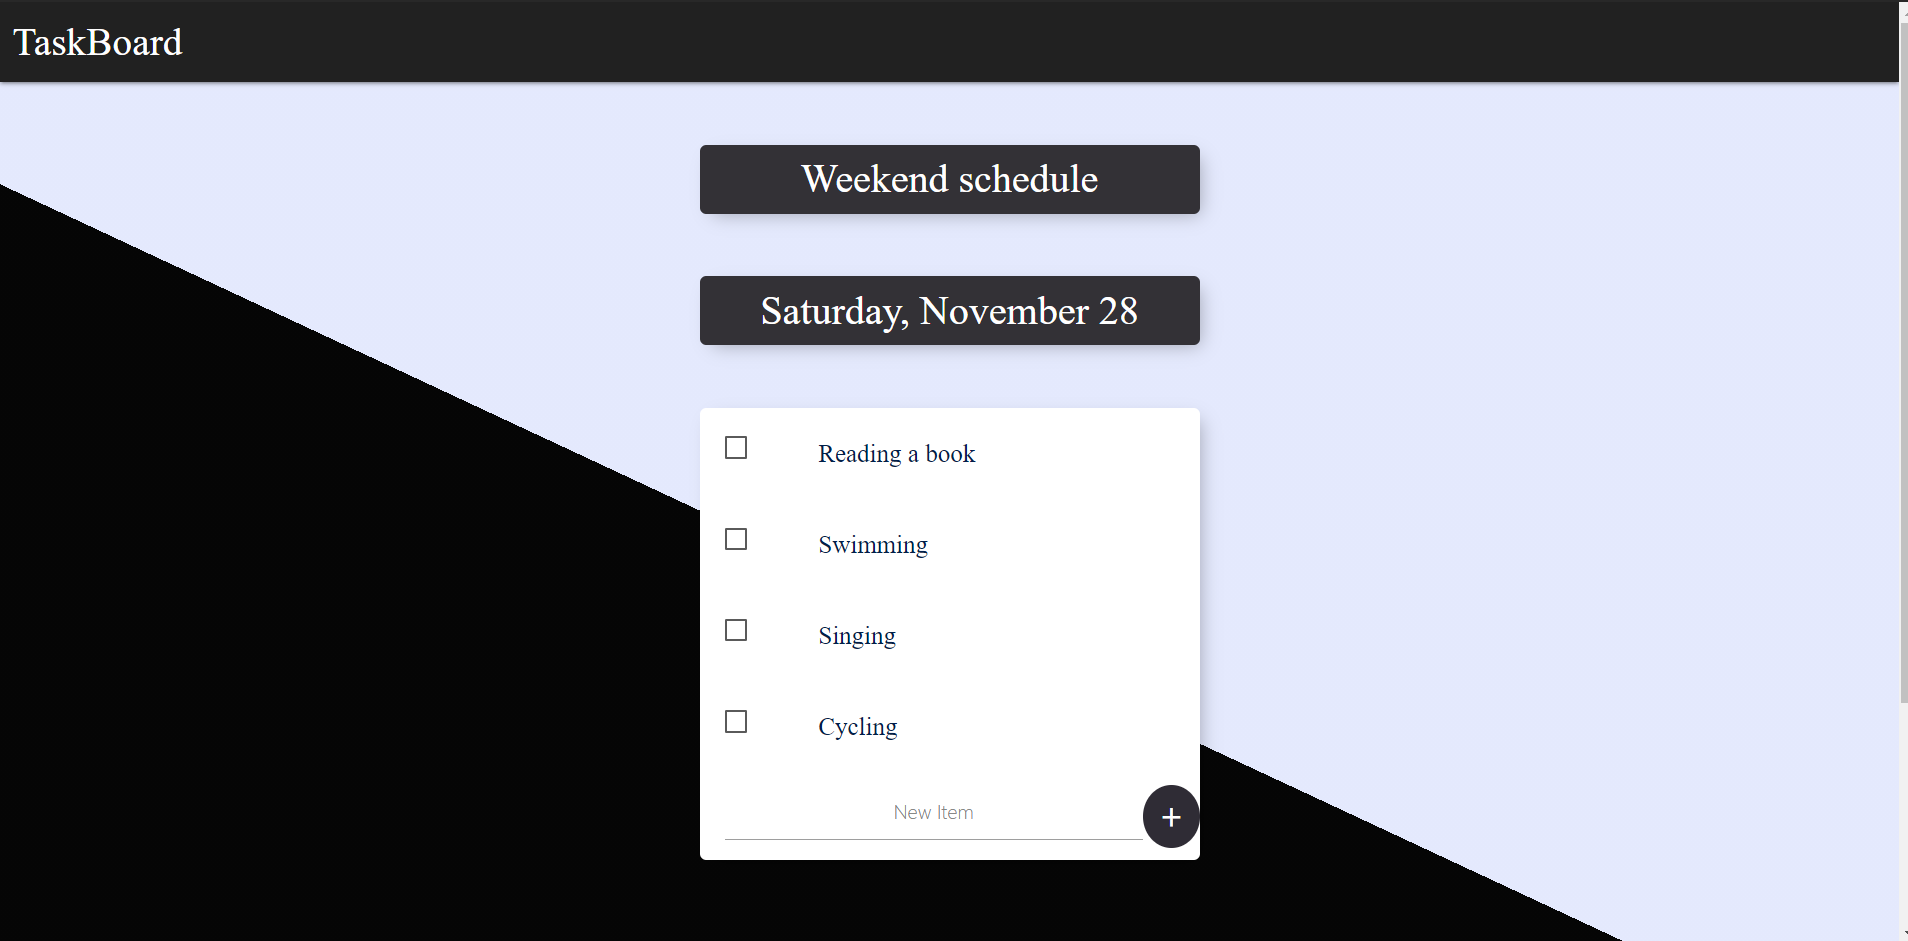 TaskBoard
Weekend schedule
Saturday, November 28
Reading a book
Swimming
Singing
Cycling
New Item
+